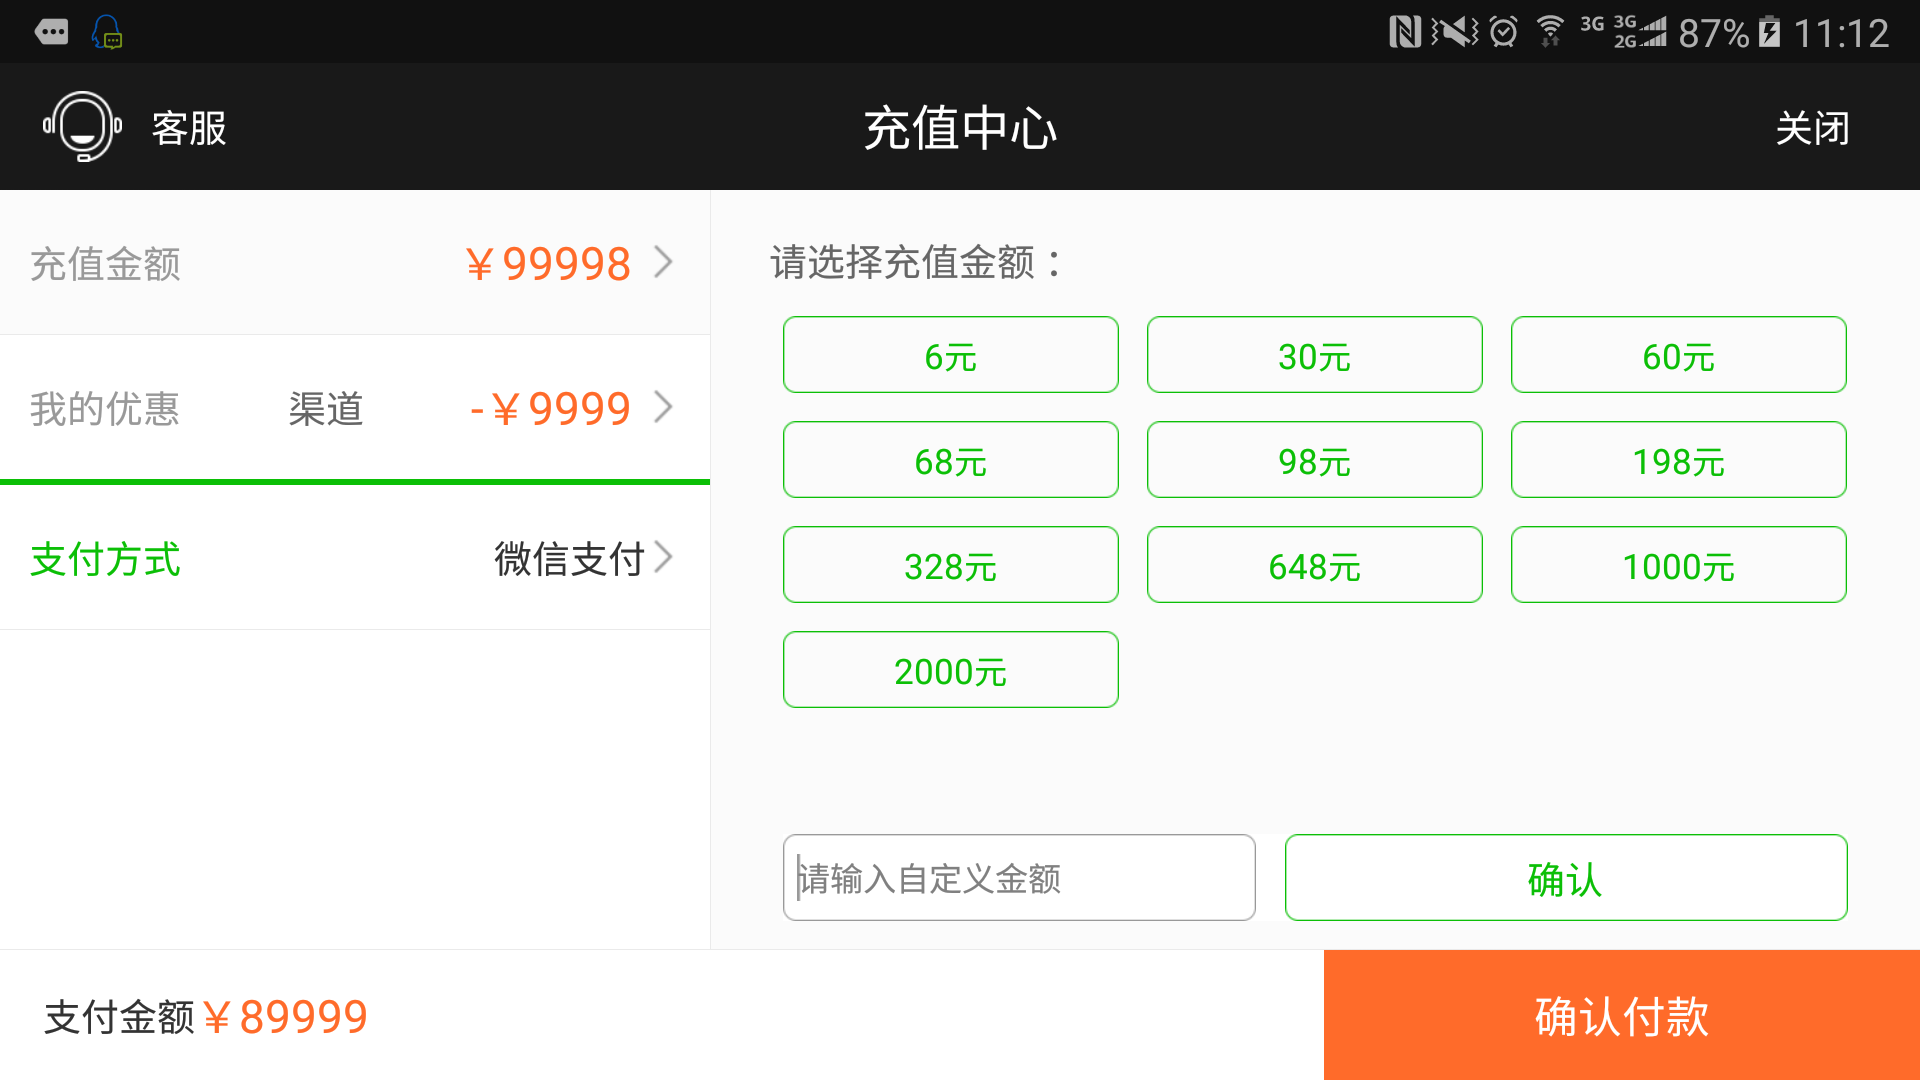 3G 3G 2G 87% 11:12
客服 充值中心 关闭
充值金额 ￥99998
我的优惠 渠道 -￥9999
支付方式 微信支付
请选择充值金额：
6元 30元 60元
68元 98元 198元
328元 648元 1000元
2000元
请输入自定义金额 确认
支付金额￥89999 确认付款